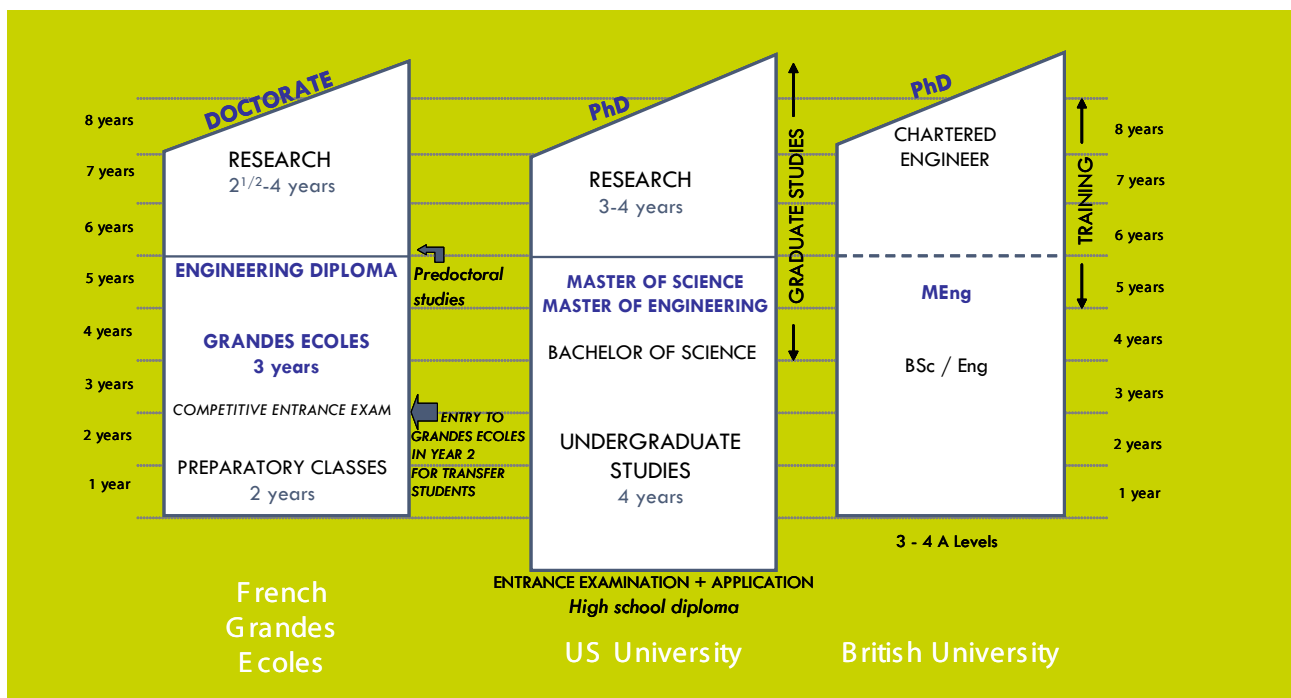 8 years
7 years
6 years
5 years
4 years
3 years
2 years
1 year
DOCTORATE
RESEARCH
2 1/2-4 years
ENGINEERING DIPLOMA
GRANDES ECOLES
3 years
COMPETITIVE ENTRANCE EXAM
PREPARATORY CLASSES
2 years
Predoctoral
studies
ENTRY TO
GRANDES ECOLES
IN YEAR 2
FOR TRANSFER
STUDENTS
French
Grandes
Ecoles
PhD
RESEARCH
3-4 years
MASTER OF SCIENCE
MASTER OF ENGINEERING
BACHELOR OF SCIENCE
UNDERGRADUATE
STUDIES
4 years
ENTRANCE EXAMINATION + APPLICATION
High school diploma
US University
GRADUATE STUDIES
PhD
CHARTERED
ENGINEER
MEng
BSc / Eng
3 - 4 A Levels
British University
TRAINING
8 years
7 years
6 years
5 years
4 years
3 years
2 years
1 year